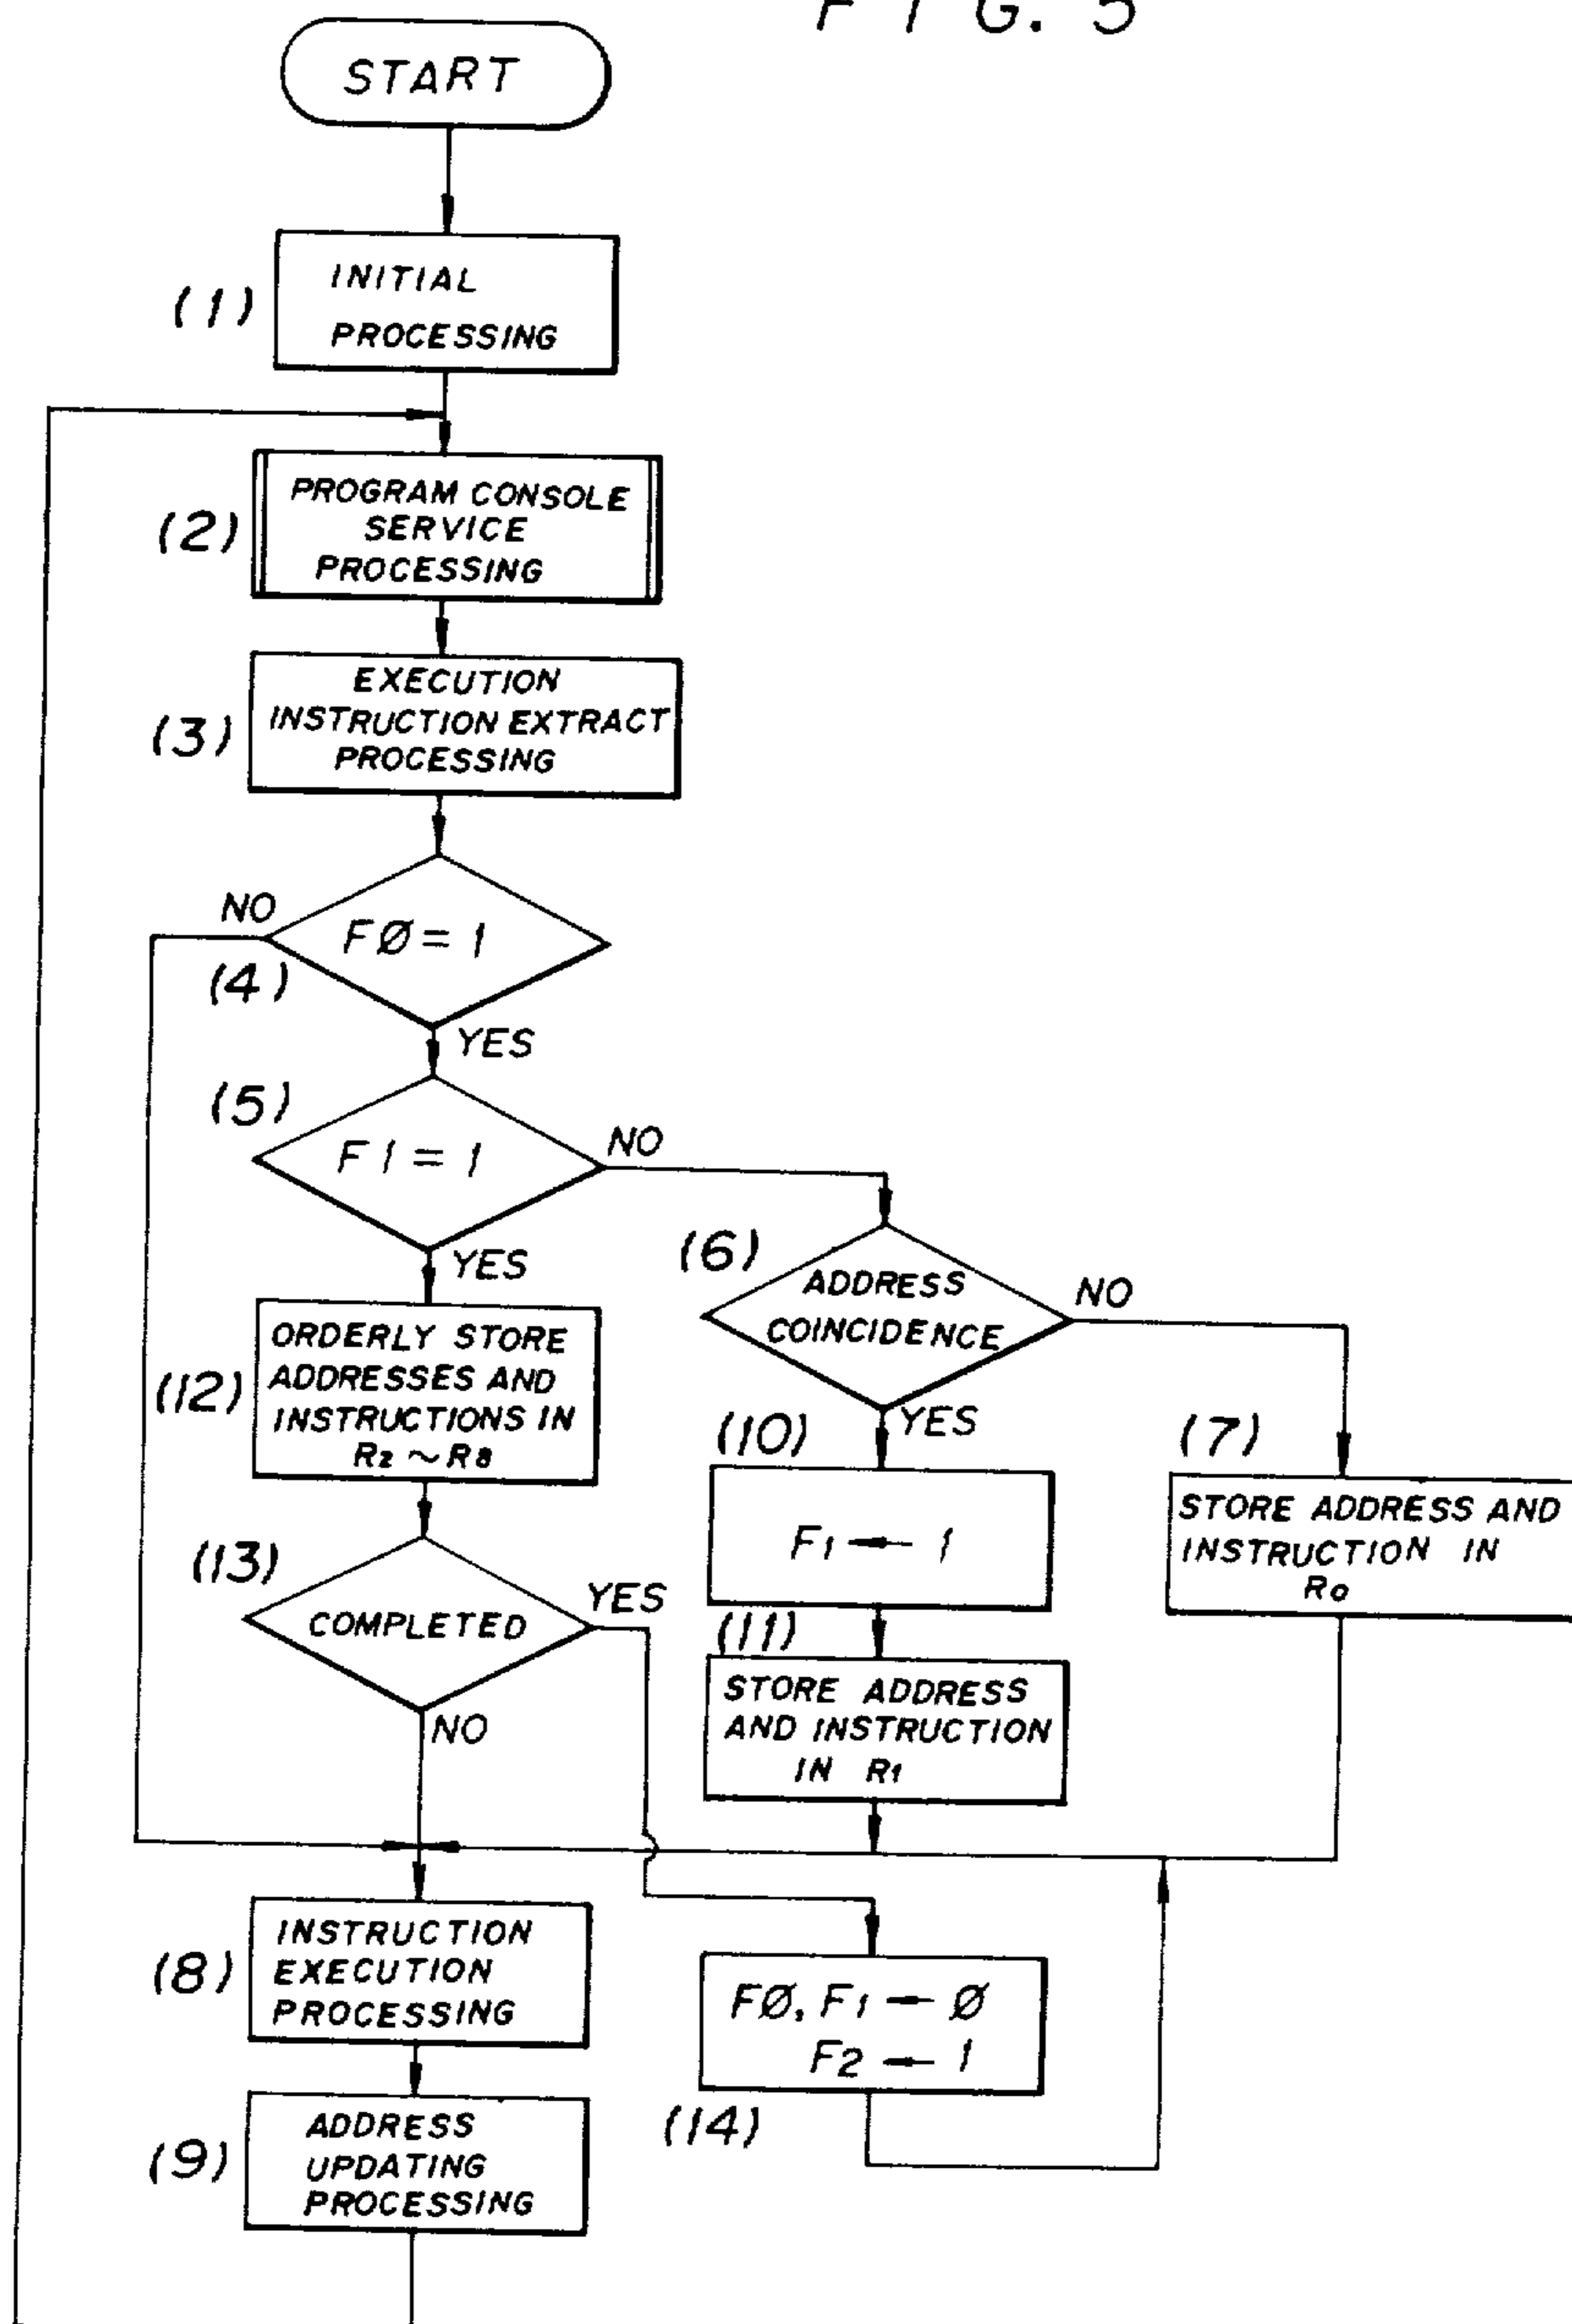 FIG. 5
START
(1)
INITIAL
PROCESSING
(2)
PROGRAM CONSOLE
SERVICE
PROCESSING
(3)
EXECUTION
INSTRUCTION EXTRACT
PROCESSING
NO
FØ = 1
(4)
YES
(5)
F1 = 1
NO
YES
(6)
ADDRESS
COINCIDENCE
NO
YES
(12)
ORDERLY STORE
ADDRESSES AND
INSTRUCTIONS IN
R2 ~ R8
(10)
F1 ← 1
(7)
STORE ADDRESS AND
INSTRUCTION IN
R0
(13)
COMPLETED
YES
NO
(11)
STORE ADDRESS
AND INSTRUCTION
IN R1
(8)
INSTRUCTION
EXECUTION
PROCESSING
FØ, F1 ← Ø
F2 ← 1
(14)
(9)
ADDRESS
UPDATING
PROCESSING